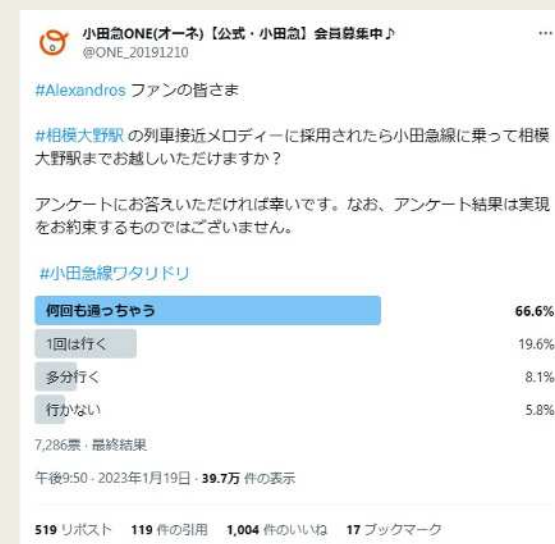 小田急ONE(オーネ)【公式・小田急】会員募集中♪
@ONE_20191210
#Alexandros ファンの皆さま
#相模大野駅 の列車接近メロディーに採用されたら小田急線に乗って相模
大野駅までお越しいただけますか？
アンケートにお答えいただければ幸いです。なお、アンケート結果は実現
をお約束するものではございません。
#小田急線ワタリドリ
何回も通っちゃう 66.6%
1回は行く 19.6%
多分行く 8.1%
行かない 5.8%
7,286票 · 最終結果
午後9:50 · 2023年1月19日 · 39.7万 件の表示
519 リポスト 119 件の引用 1,004 件のいいね 17 ブックマーク